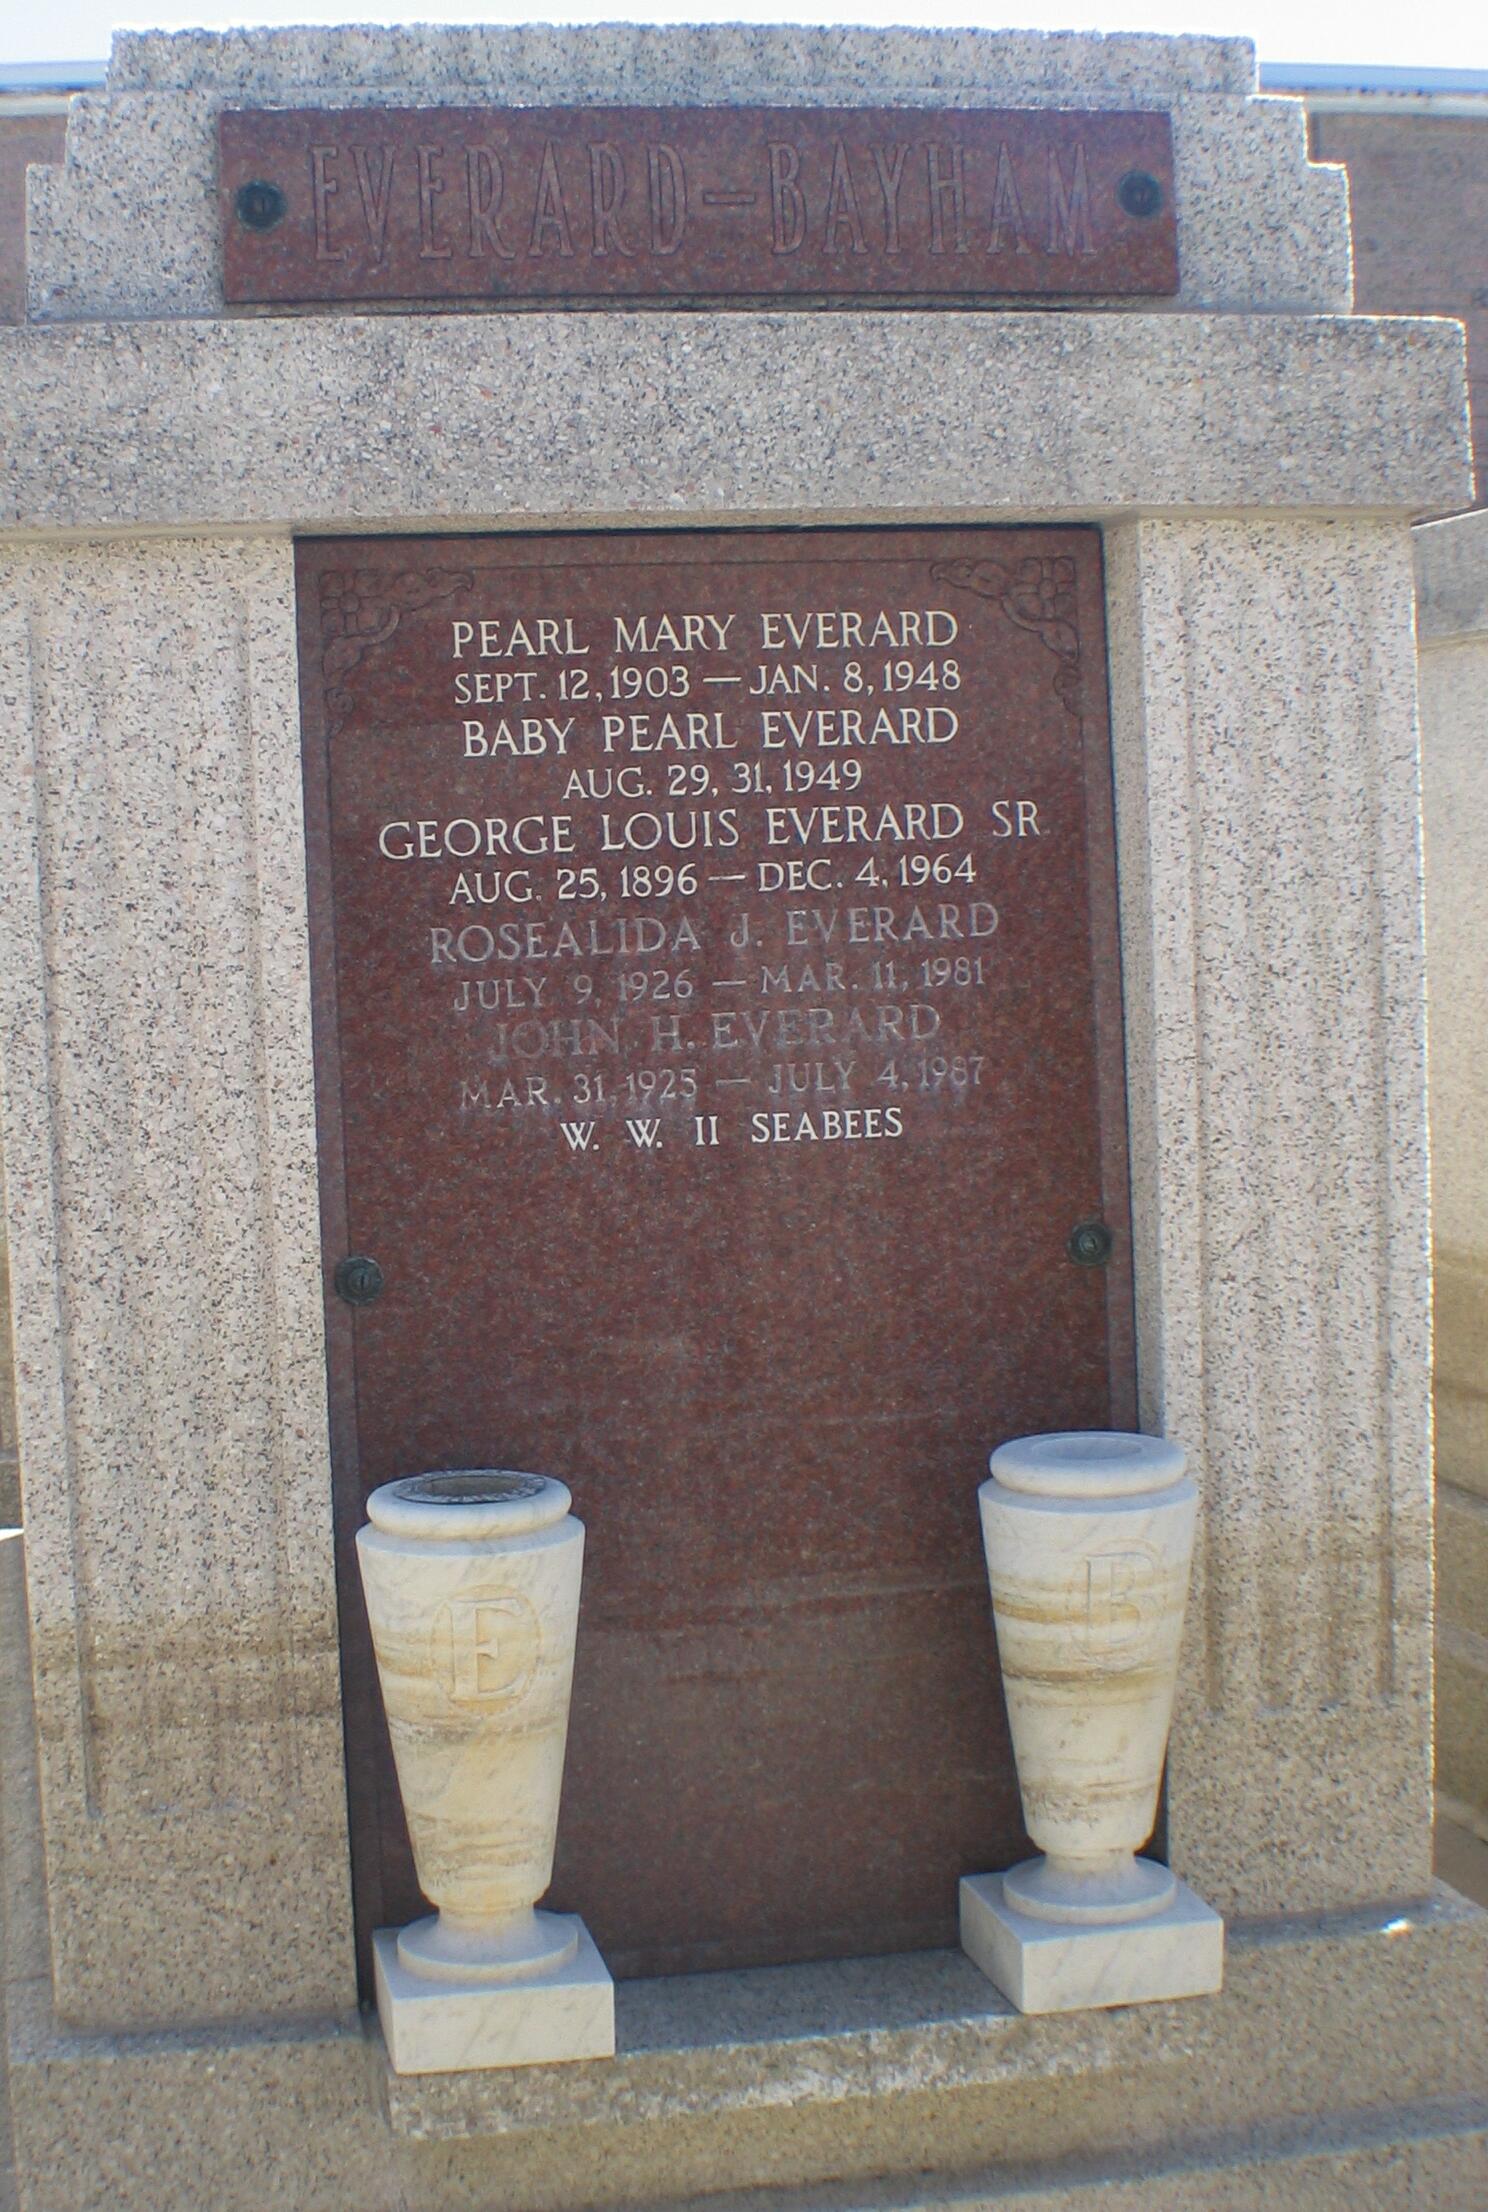 EVERARD—BAYHAM
PEARL MARY EVERARD
SEPT. 12, 1903 — JAN. 8, 1948
BABY PEARL EVERARD
AUG. 29, 31, 1949
GEORGE LOUIS EVERARD SR.
AUG. 25, 1896 — DEC. 4, 1964
ROSEALIDA J. EVERARD
JULY 9, 1926 — MAR. 11, 1981
JOHN H. EVERARD
MAR. 31, 1925 — JULY 4, 1987
W. W. II SEABEES
E
B